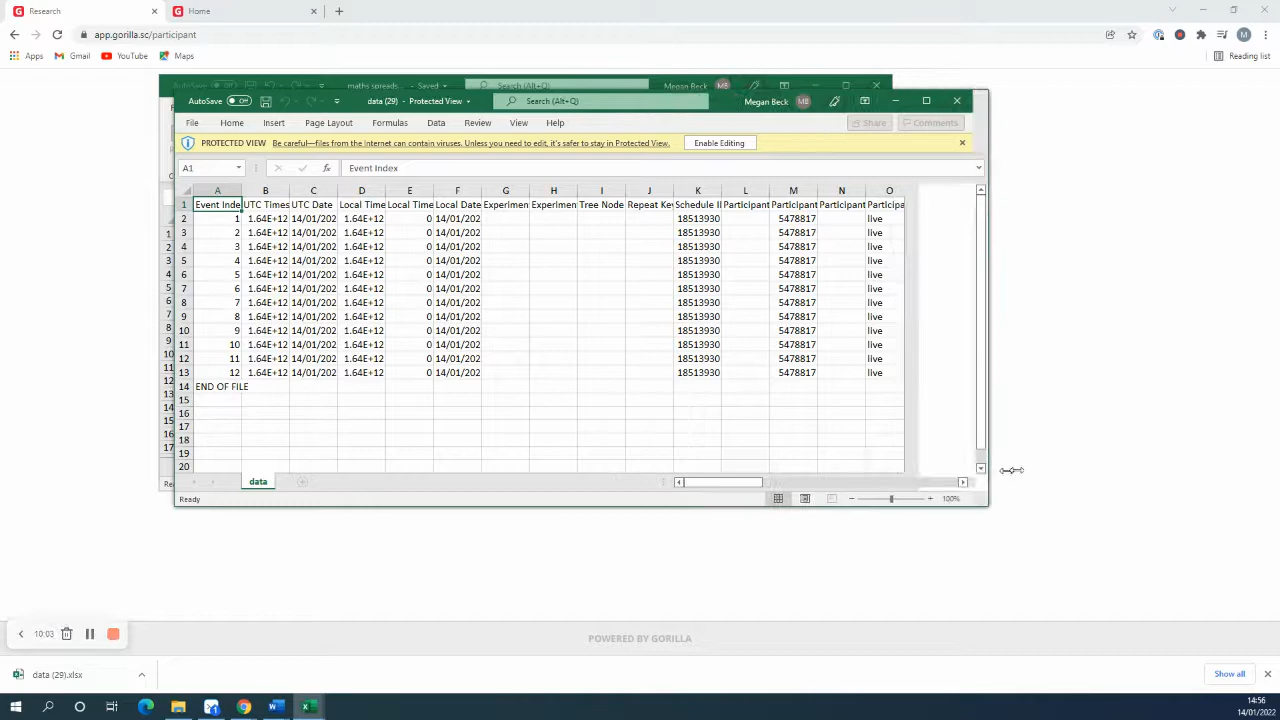 Research
Home
app.gorilla.sc/participant
Apps Gmail YouTube Maps Reading list
maths spreads... - Saved Search (Alt+Q) Megan Beck MB
AutoSave Off data (29) - Protected View Search (Alt+Q) Megan Beck MB
File Home Insert Page Layout Formulas Data Review View Help Share Comments
PROTECTED VIEW Be careful—files from the Internet can contain viruses. Unless you need to edit, it's safer to stay in Protected View. Enable Editing
A1 fx Event Index
A B C D E F G H I J K L M N O
1 Event Inde UTC Times UTC Date Local Time Local Time Local Date Experimen Experimen Tree Node Repeat Key Schedule II Participant Participant Participant Participa
2 1 1.64E+12 14/01/202 1.64E+12 0 14/01/202 18513930 5478817 live
3 2 1.64E+12 14/01/202 1.64E+12 0 14/01/202 18513930 5478817 live
4 3 1.64E+12 14/01/202 1.64E+12 0 14/01/202 18513930 5478817 live
5 4 1.64E+12 14/01/202 1.64E+12 0 14/01/202 18513930 5478817 live
6 5 1.64E+12 14/01/202 1.64E+12 0 14/01/202 18513930 5478817 live
7 6 1.64E+12 14/01/202 1.64E+12 0 14/01/202 18513930 5478817 live
8 7 1.64E+12 14/01/202 1.64E+12 0 14/01/202 18513930 5478817 live
9 8 1.64E+12 14/01/202 1.64E+12 0 14/01/202 18513930 5478817 live
10 9 1.64E+12 14/01/202 1.64E+12 0 14/01/202 18513930 5478817 live
11 10 1.64E+12 14/01/202 1.64E+12 0 14/01/202 18513930 5478817 live
12 11 1.64E+12 14/01/202 1.64E+12 0 14/01/202 18513930 5478817 live
13 12 1.64E+12 14/01/202 1.64E+12 0 14/01/202 18513930 5478817 live
14 END OF FILE
15
16
17
18
19
20
data
Ready 100%
10:03
POWERED BY GORILLA
data (29).xlsx Show all
14:56
14/01/2022